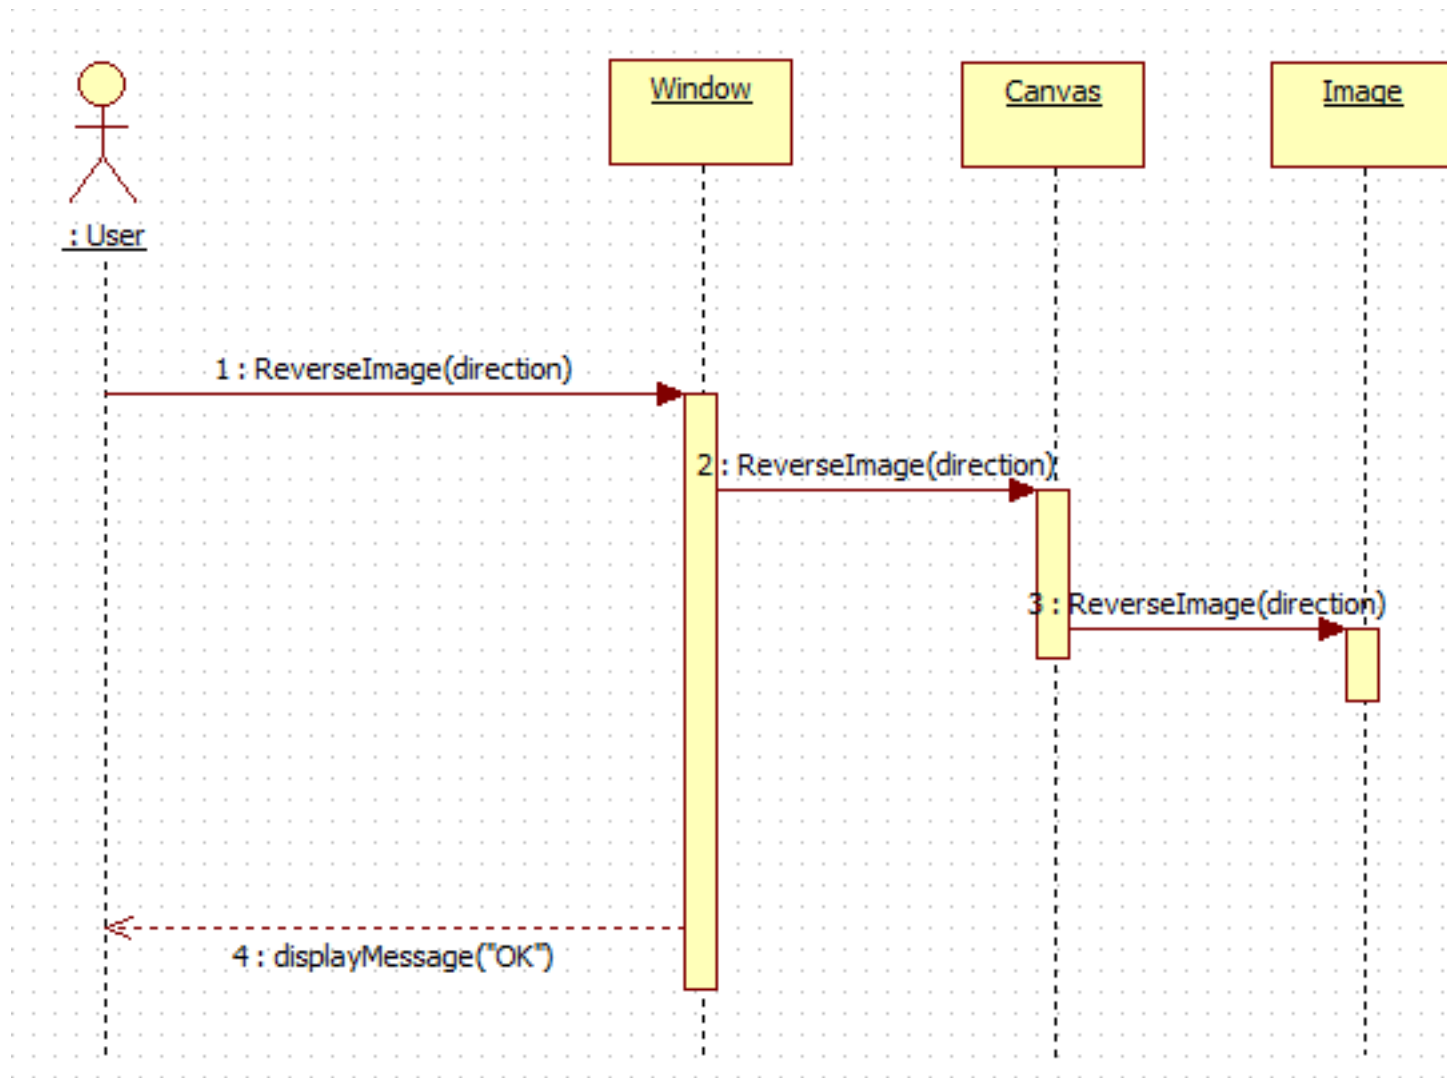 Window
Canvas
Image
: User
1 : ReverseImage(direction)
2 : ReverseImage(direction)
3 : ReverseImage(direction)
4 : displayMessage("OK")